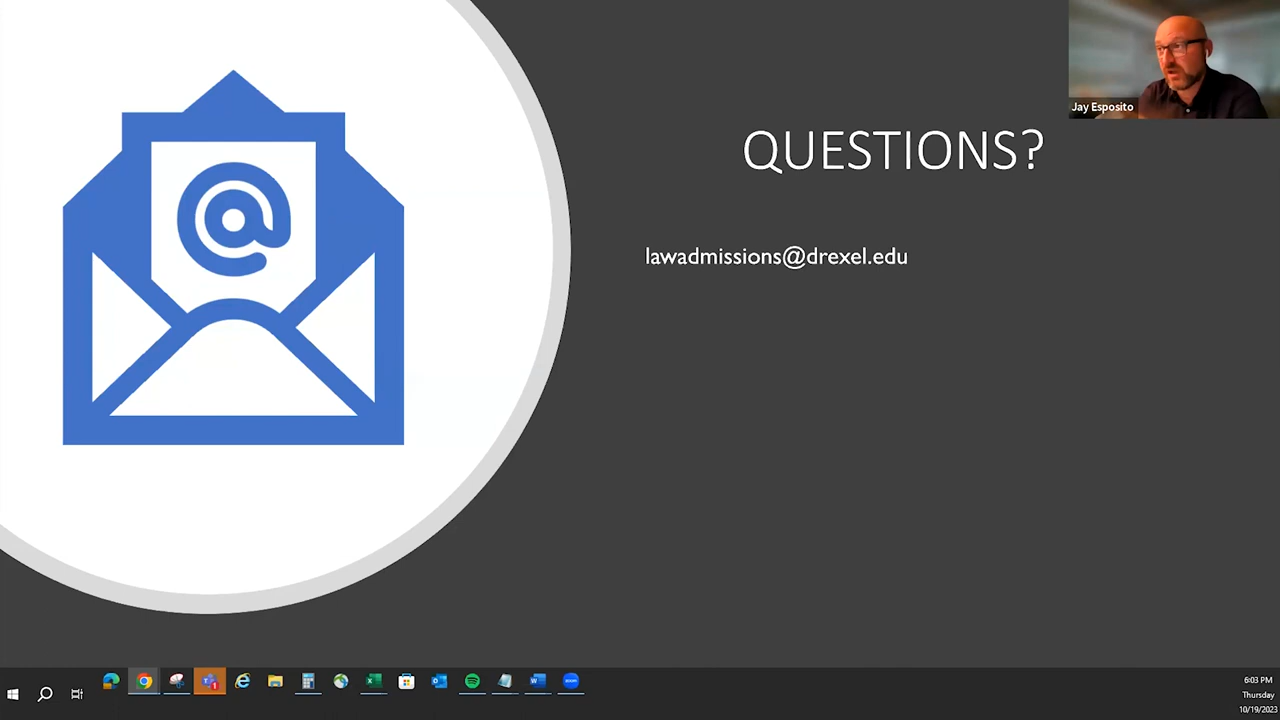 Jay Esposito
QUESTIONS?
@
lawadmissions@drexel.edu
6:03 PM
Thursday
10/19/2023